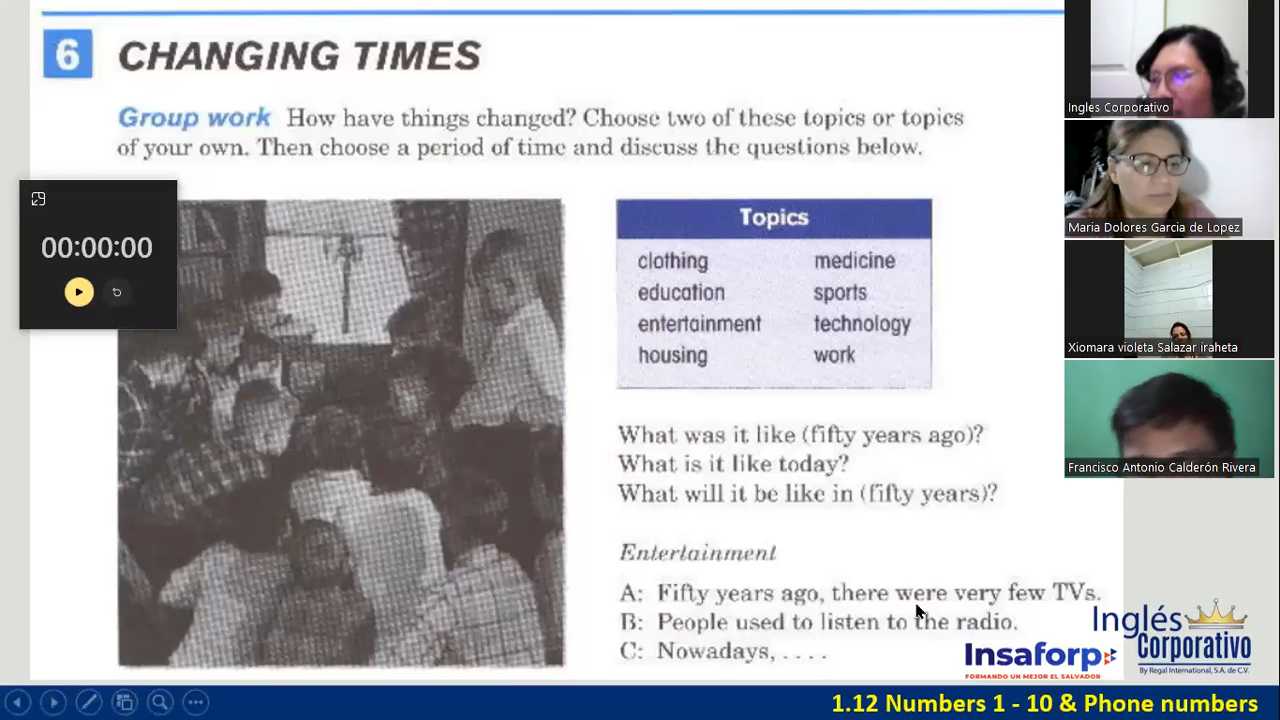 6 CHANGING TIMES
Group work How have things changed? Choose two of these topics or topics
of your own. Then choose a period of time and discuss the questions below.
00:00:00
Topics
clothing medicine
education sports
entertainment technology
housing work
What was it like (fifty years ago)?
What is it like today?
What will it be like in (fifty years)?
Entertainment
A: Fifty years ago, there were very few TVs.
B: People used to listen to the radio.
C: Nowadays, . . . .
Ingles Corporativo
Maria Dolores Garcia de Lopez
Xiomara violeta Salazar iraheta
Francisco Antonio Calderón Rivera
Inglés
Corporativo
By Regal International, S.A. de C.V.
Insaforp
FORMANDO UN MEJOR EL SALVADOR
1.12 Numbers 1 - 10 & Phone numbers